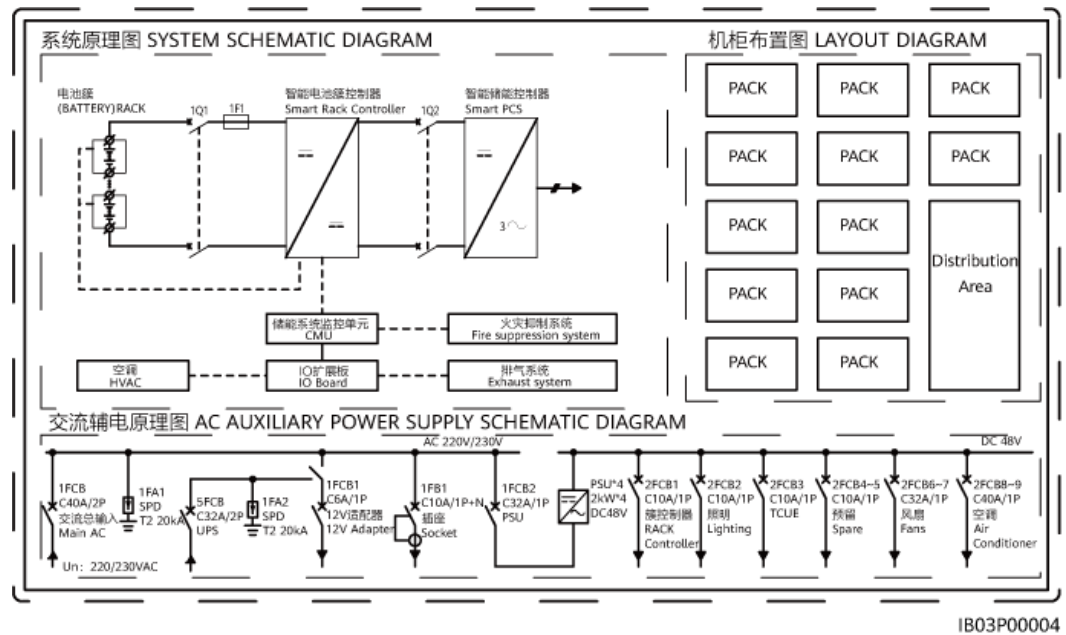 系统原理图 SYSTEM SCHEMATIC DIAGRAM
电池簇
(BATTERY)RACK
1Q1
1F1
智能电池簇控制器
Smart Rack Controller
1Q2
智能储能控制器
Smart PCS
3
储能系统监控单元
CMU
火灾抑制系统
Fire suppression system
空调
HVAC
IO扩展板
IO Board
排气系统
Exhaust system
机柜布置图 LAYOUT DIAGRAM
PACK PACK PACK
PACK PACK PACK
PACK PACK
PACK PACK
PACK PACK
Distribution
Area
交流辅电原理图 AC AUXILIARY POWER SUPPLY SCHEMATIC DIAGRAM
AC 220V/230V
DC 48V
1FCB
C40A/2P
交流总输入
Main AC
Un: 220/230VAC
1FA1
SPD
T2 20kA
5FCB
C32A/2P
UPS
1FA2
SPD
T2 20kA
1FCB1
C6A/1P
12V适配器
12V Adapter
1FB1
C10A/1P+N
插座
Socket
1FCB2
C32A/1P
PSU
PSU*4
2kW*4
DC48V
2FCB1
C10A/1P
簇控制器
RACK
Controller
2FCB2
C10A/1P
照明
Lighting
2FCB3
C10A/1P
TCUE
2FCB4~5
C10A/1P
预留
Spare
2FCB6~7
C32A/1P
风扇
Fans
2FCB8~9
C40A/1P
空调
Air
Conditioner
IB03P00004